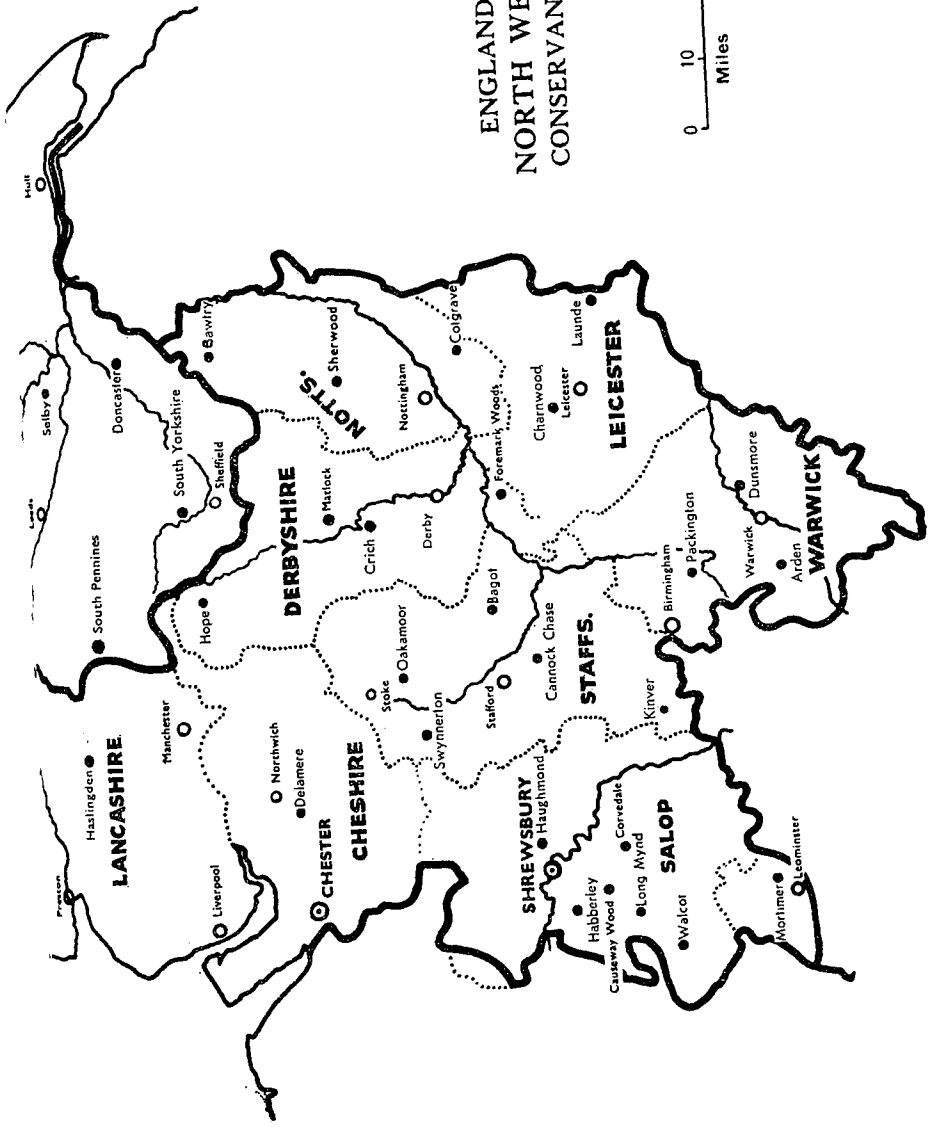 ENGLAND
NORTH WE
CONSERVAN
0 10
Miles
Hull
Selby
Leeds
Preston
Doncaster
South Pennines
South Yorkshire
Sheffield
Haslingden
LANCASHIRE
Manchester
Liverpool
Bawtry
Hope
NOTTS.
Sherwood
DERBYSHIRE
Matlock
Northwich
Delamere
CHESTER
CHESHIRE
Crich
Nottingham
Colgrave
Stoke
Oakamoor
Derby
Swynnerton
Foremark Woods
Bagot
Charnwood
Leicester
Launde
LEICESTER
Stafford
Cannock Chase
STAFFS.
SHREWSBURY
Haughmond
Habberley
Causeway Wood
Corvedale
Long Mynd
SALOP
Walcot
Kinver
Birmingham
Packington
Dunsmore
Warwick
Arden
WARWICK
Mortimer
Leominster